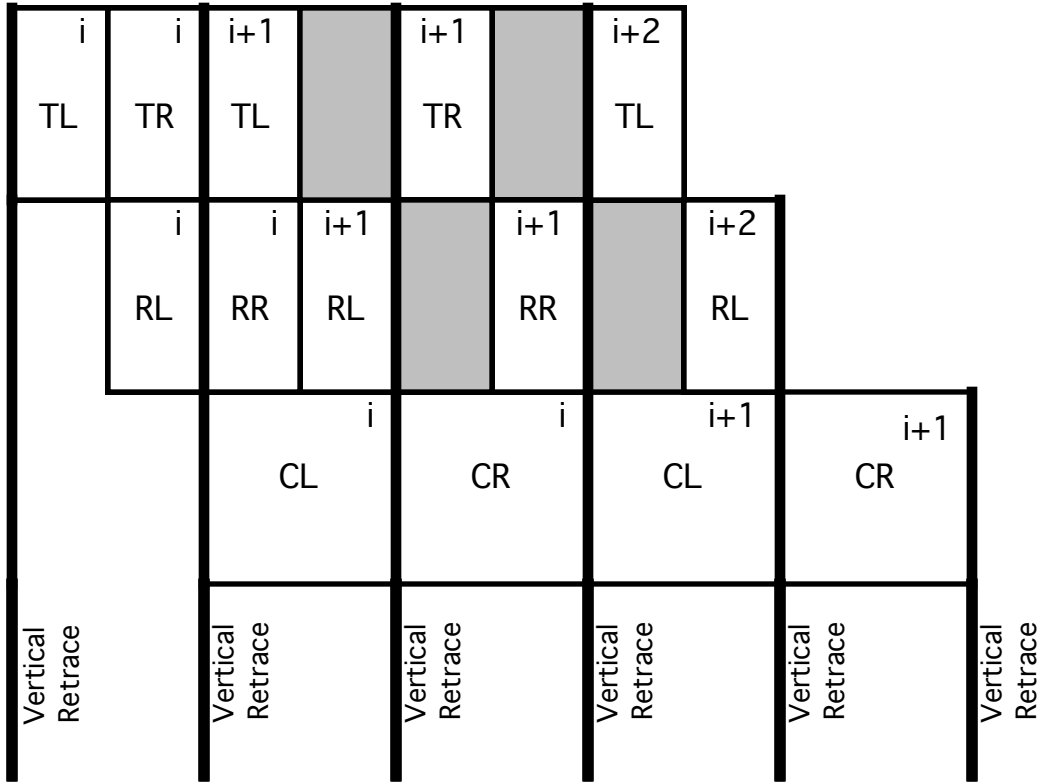 i i i+1 i+1 i+2
TL TR TL TR TL
i i i+1 i+1 i+2
RL RR RL RR RL
i i i+1 i+1
CL CR CL CR
Vertical
Retrace
Vertical
Retrace
Vertical
Retrace
Vertical
Retrace
Vertical
Retrace
Vertical
Retrace